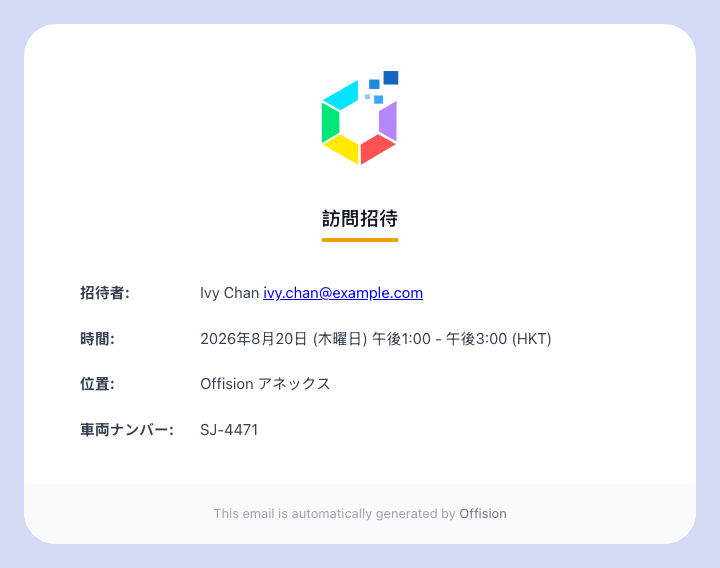 訪問招待
招待者: Ivy Chan ivy.chan@example.com
時間: 2026年8月20日 (木曜日) 午後1:00 - 午後3:00 (HKT)
位置: Offision アネックス
車両ナンバー: SJ-4471
This email is automatically generated by Offision